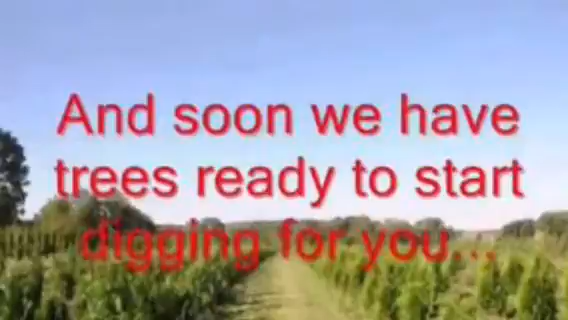 And soon we have
trees ready to start
digging for you...